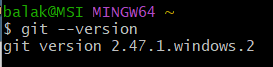 balak@MSI MINGW64 ~
$ git --version
git version 2.47.1.windows.2